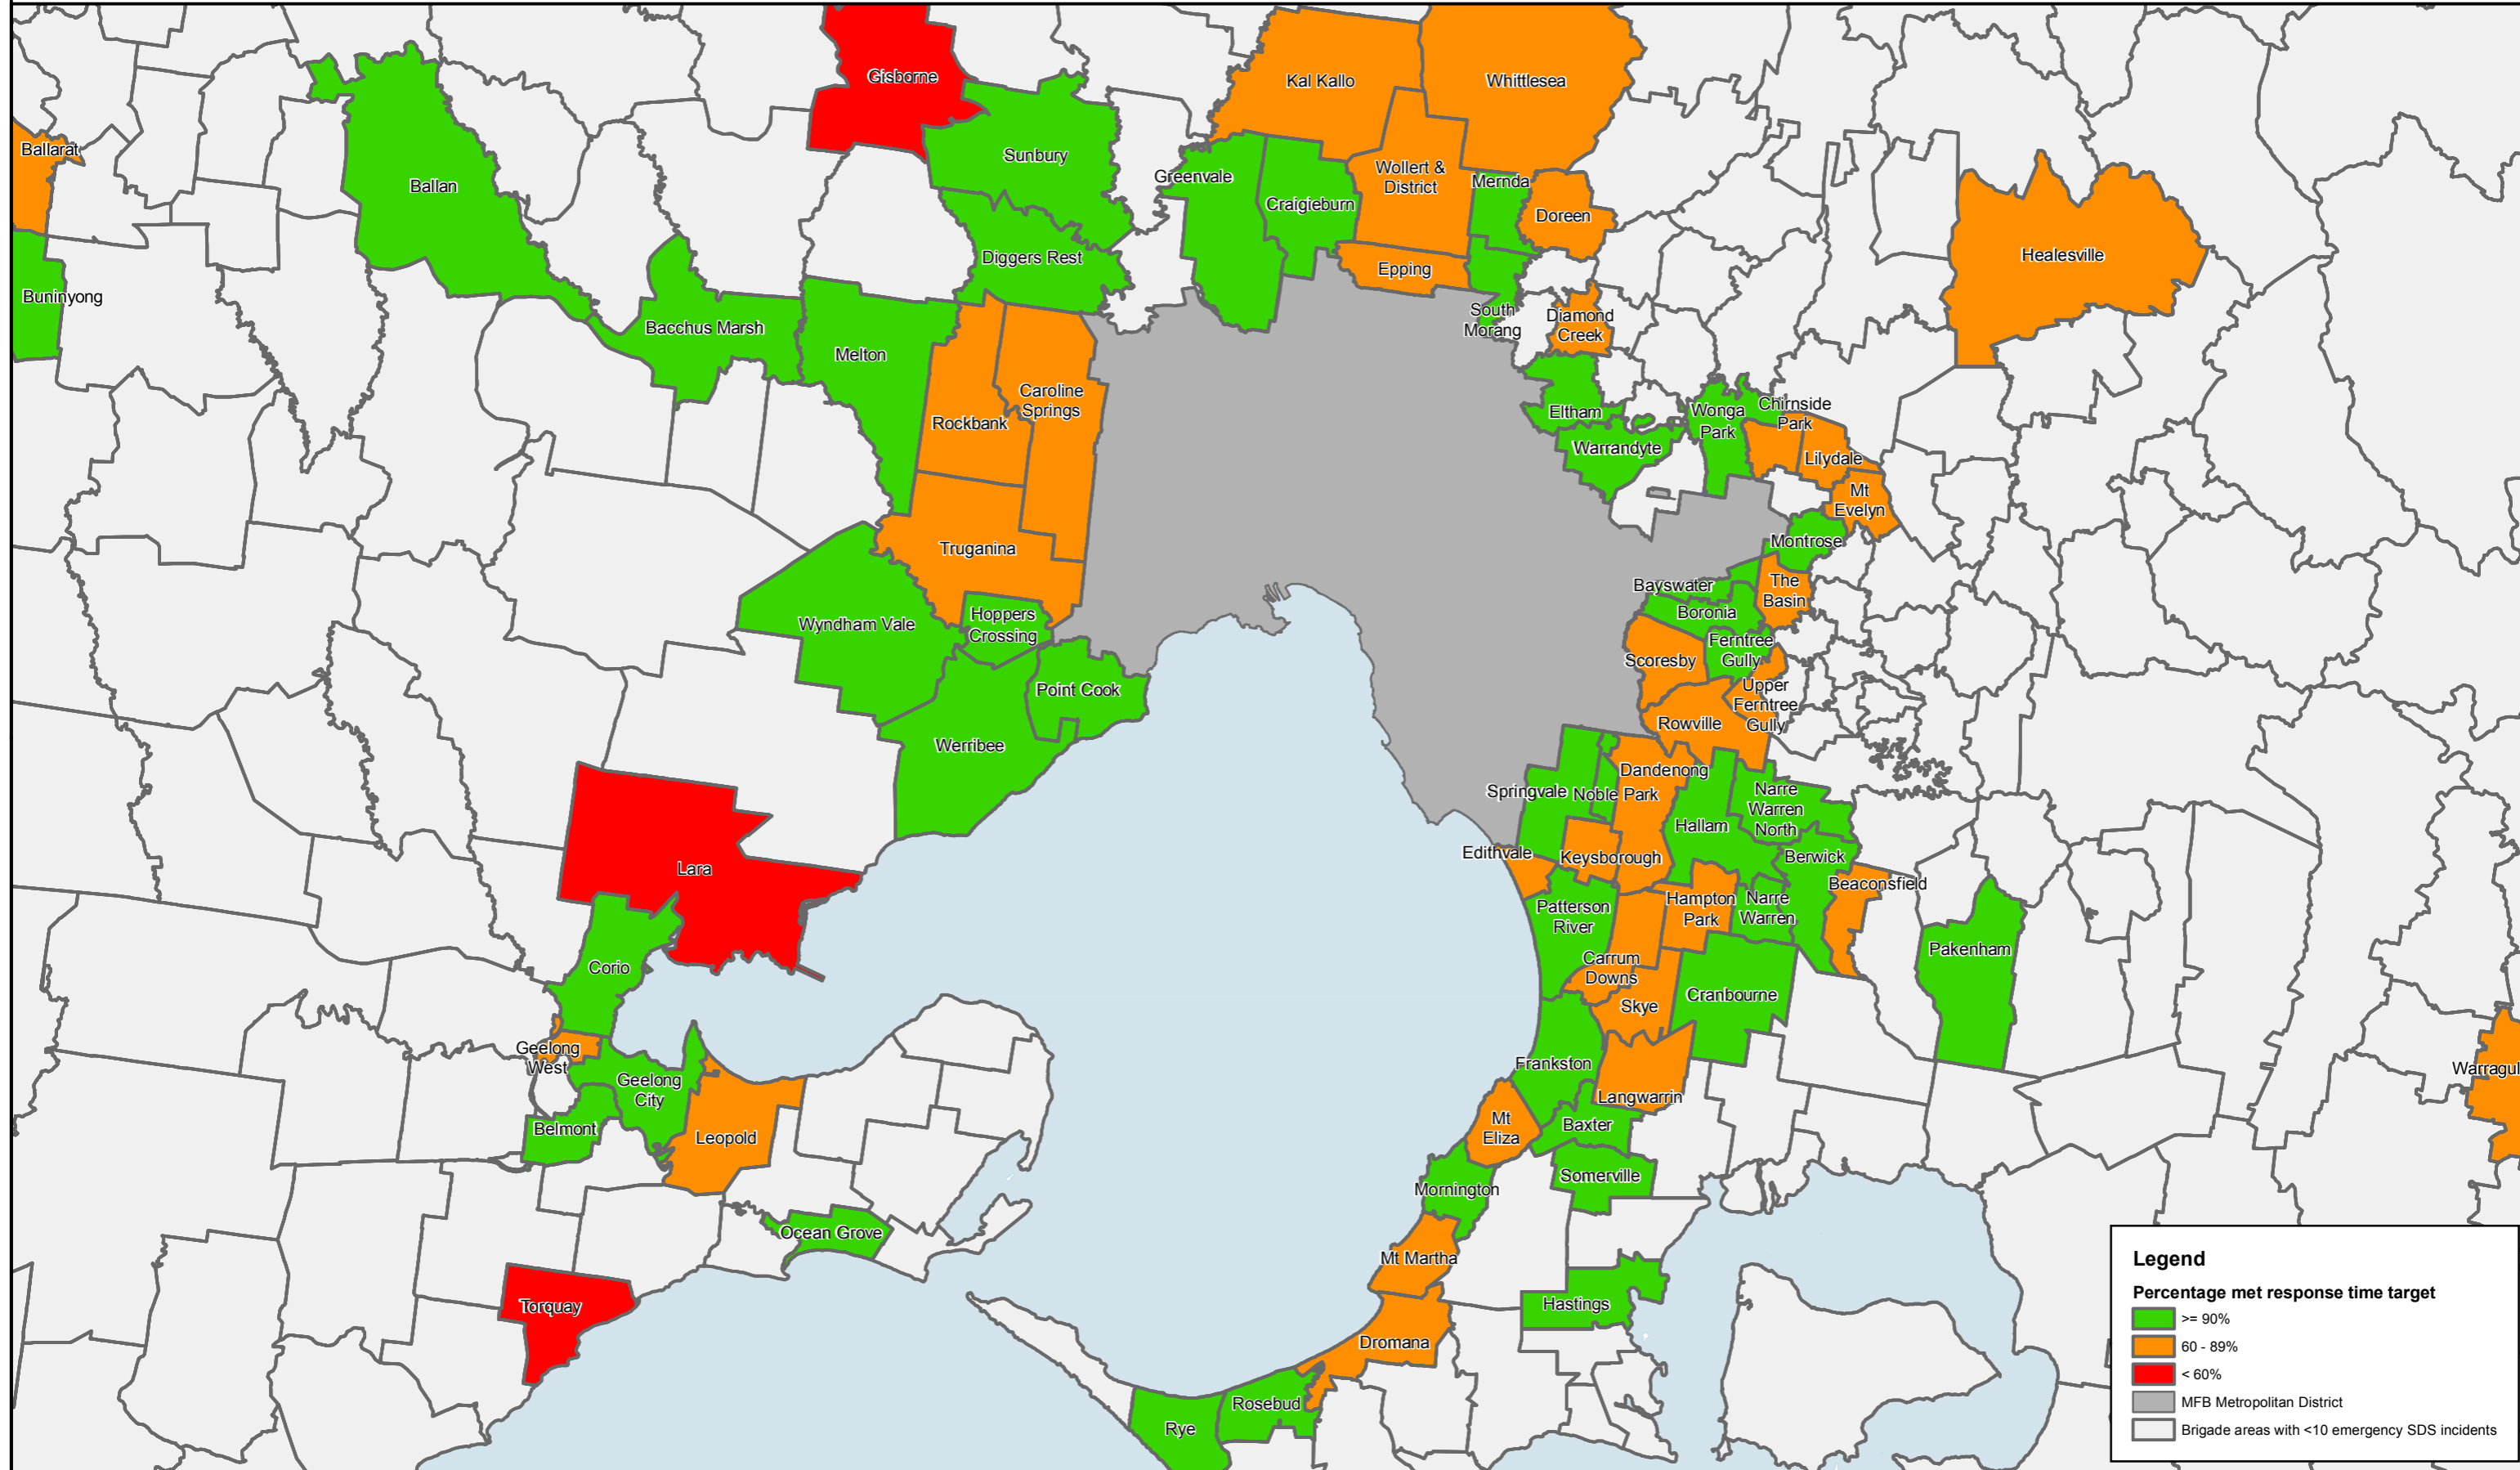 Gisborne
Kal Kallo
Whittlesea
Ballarat
Sunbury
Ballan
Greenvale
Wollert &
District
Mernda
Craigieburn
Doreen
Diggers Rest
Epping
Healesville
Buninyong
Bacchus Marsh
Melton
South
Morang
Diamond
Creek
Caroline
Springs
Rockbank
Eltham
Wonga
Park
Chirnside
Park
Warrandyte
Lilydale
Mt
Evelyn
Truganina
Montrose
Bayswater
The
Basin
Boronia
Hoppers
Crossing
Wyndham Vale
Ferntree
Gully
Scoresby
Point Cook
Upper
Ferntree
Gully
Rowville
Werribee
Dandenong
Springvale
Noble Park
Narre
Warren
North
Hallam
Edithvale
Keysborough
Berwick
Lara
Beaconsfield
Patterson
River
Hampton
Park
Narre
Warren
Pakenham
Corio
Carrum
Downs
Cranbourne
Skye
Geelong
West
Frankston
Warragul
Geelong
City
Langwarrin
Belmont
Leopold
Mt
Eliza
Baxter
Somerville
Mornington
Ocean Grove
Mt Martha
Torquay
Hastings
Dromana
Rosebud
Rye
Legend
Percentage met response time target
>= 90%
60 - 89%
< 60%
MFB Metropolitan District
Brigade areas with <10 emergency SDS incidents